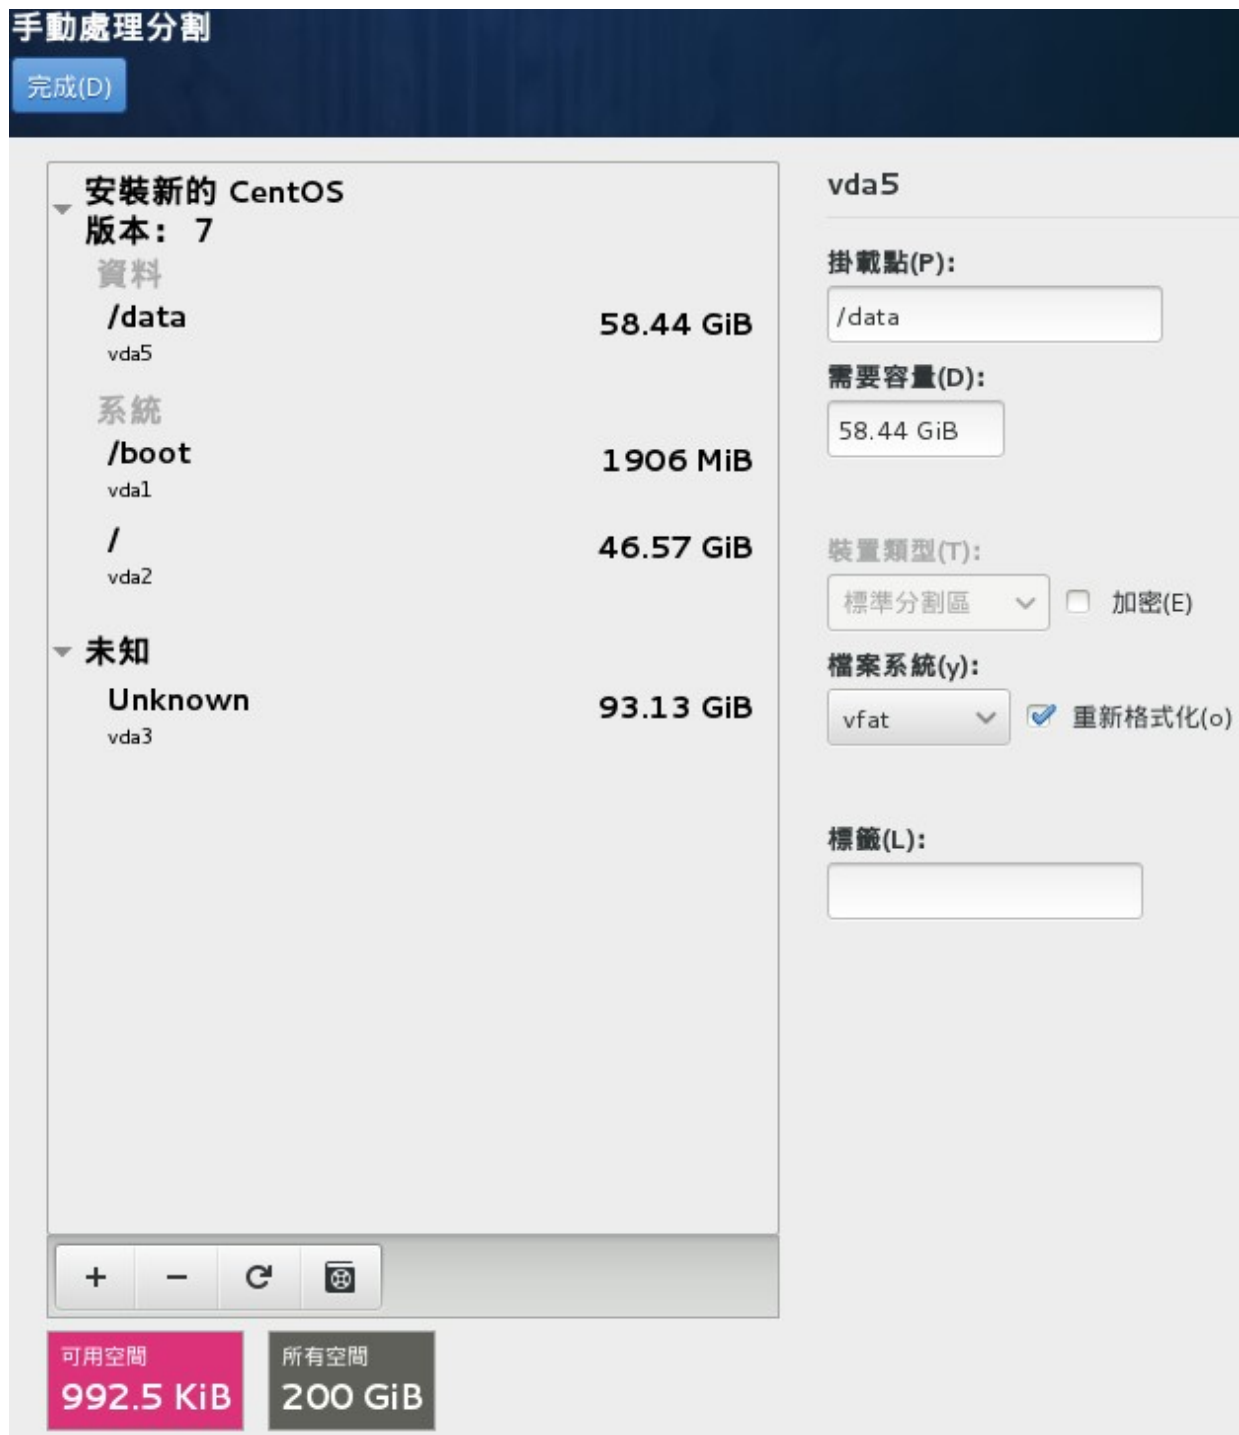 手動處理分割
完成(D)
安裝新的 CentOS
版本： 7
資料
/data
58.44 GiB
vda5
系統
/boot
1906 MiB
vda1
/
46.57 GiB
vda2
未知
Unknown
93.13 GiB
vda3
+ −
可用空間
992.5 KiB
所有空間
200 GiB
vda5
掛載點(P):
/data
需要容量(D):
58.44 GiB
裝置類型(T):
標準分割區
加密(E)
檔案系統(y):
vfat
重新格式化(o)
標籤(L):